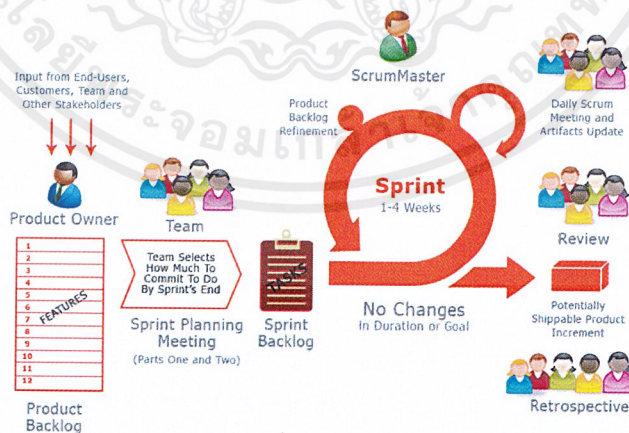 Input from End-Users,
Customers, Team and
Other Stakeholders
Product Owner
Team
1
2
3
4
5
6
7
8
9
10
11
12
FEATURES
Product
Backlog
Team Selects
How Much To
Commit To Do
By Sprint's End
Sprint Planning
Meeting
(Parts One and Two)
TASKS
Sprint
Backlog
ScrumMaster
Product
Backlog
Refinement
Sprint
1-4 Weeks
No Changes
in Duration or Goal
Daily Scrum
Meeting and
Artifacts Update
Review
Potentially
Shippable Product
Increment
Retrospective